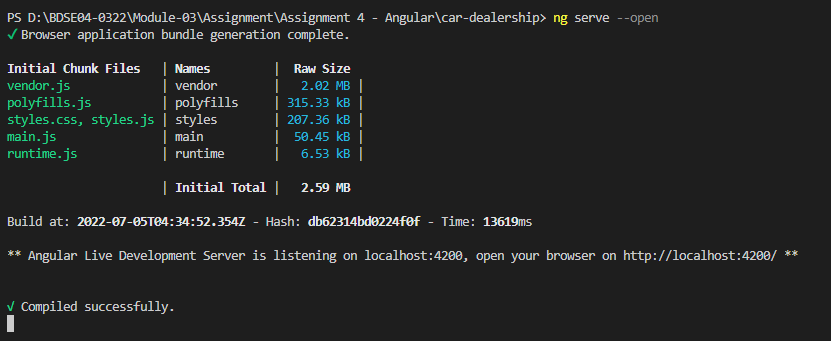 PS D:\BDSE04-0322\Module-03\Assignment\Assignment 4 - Angular\car-dealership> ng serve --open
✓ Browser application bundle generation complete.
Initial Chunk Files | Names | Raw Size
vendor.js | vendor | 2.02 MB |
polyfills.js | polyfills | 315.33 kB |
styles.css, styles.js | styles | 207.36 kB |
main.js | main | 50.45 kB |
runtime.js | runtime | 6.53 kB |
| Initial Total | 2.59 MB
Build at: 2022-07-05T04:34:52.354Z - Hash: db62314bd0224f0f - Time: 13619ms
** Angular Live Development Server is listening on localhost:4200, open your browser on http://localhost:4200/ **
√ Compiled successfully.